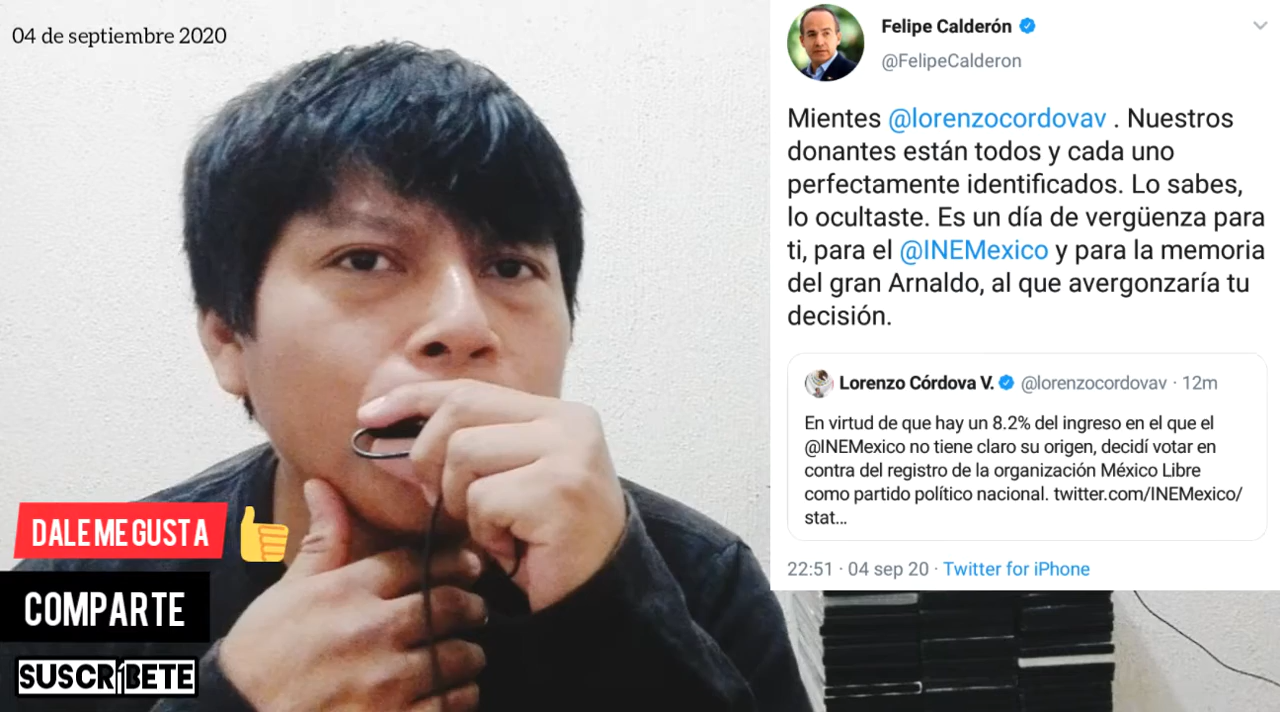 04 de septiembre 2020
Felipe Calderón
@FelipeCalderon
Mientes @lorenzocordovav . Nuestros
donantes están todos y cada uno
perfectamente identificados. Lo sabes,
lo ocultaste. Es un día de vergüenza para
ti, para el @INEMexico y para la memoria
del gran Arnaldo, al que avergonzaría tu
decisión.
Lorenzo Córdova V. @lorenzocordovav · 12m
En virtud de que hay un 8.2% del ingreso en el que el
@INEMexico no tiene claro su origen, decidí votar en
contra del registro de la organización México Libre
como partido político nacional. twitter.com/INEMexico/
stat...
22:51 · 04 sep 20 · Twitter for iPhone
DALE ME GUSTA
COMPARTE
SUSCRÍBETE